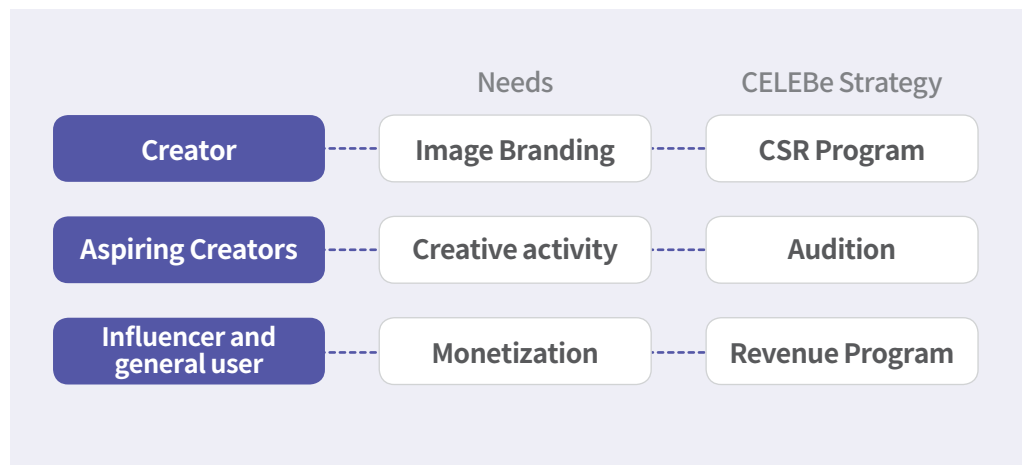 Needs CELEBe Strategy
Creator Image Branding CSR Program
Aspiring Creators Creative activity Audition
Influencer and
general user Monetization Revenue Program